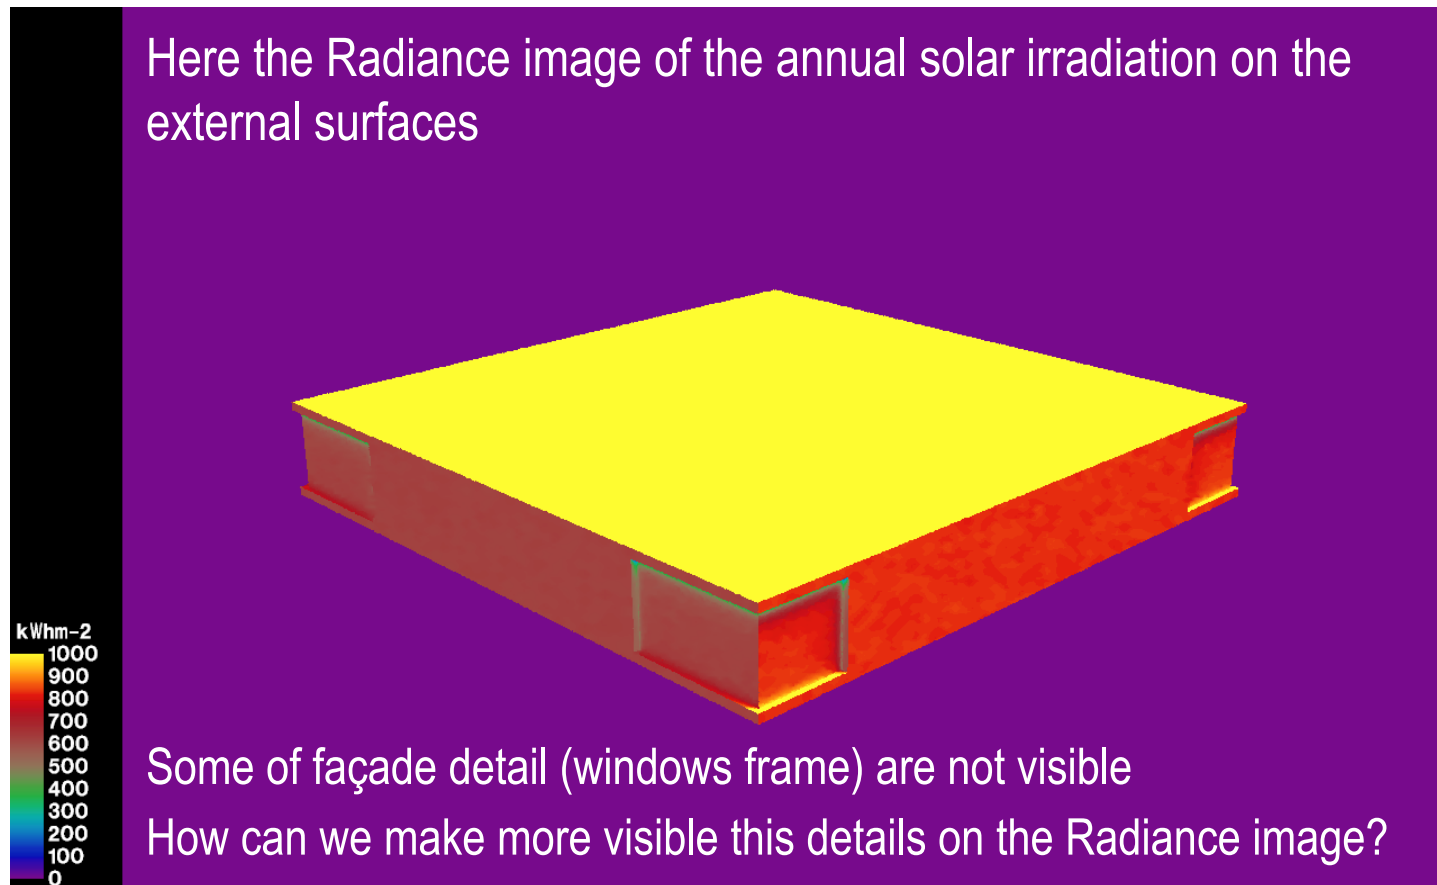 Here the Radiance image of the annual solar irradiation on the
external surfaces
kWhm-2
1000
900
800
700
600
500
400
300
200
100
0
Some of façade detail (windows frame) are not visible
How can we make more visible this details on the Radiance image?